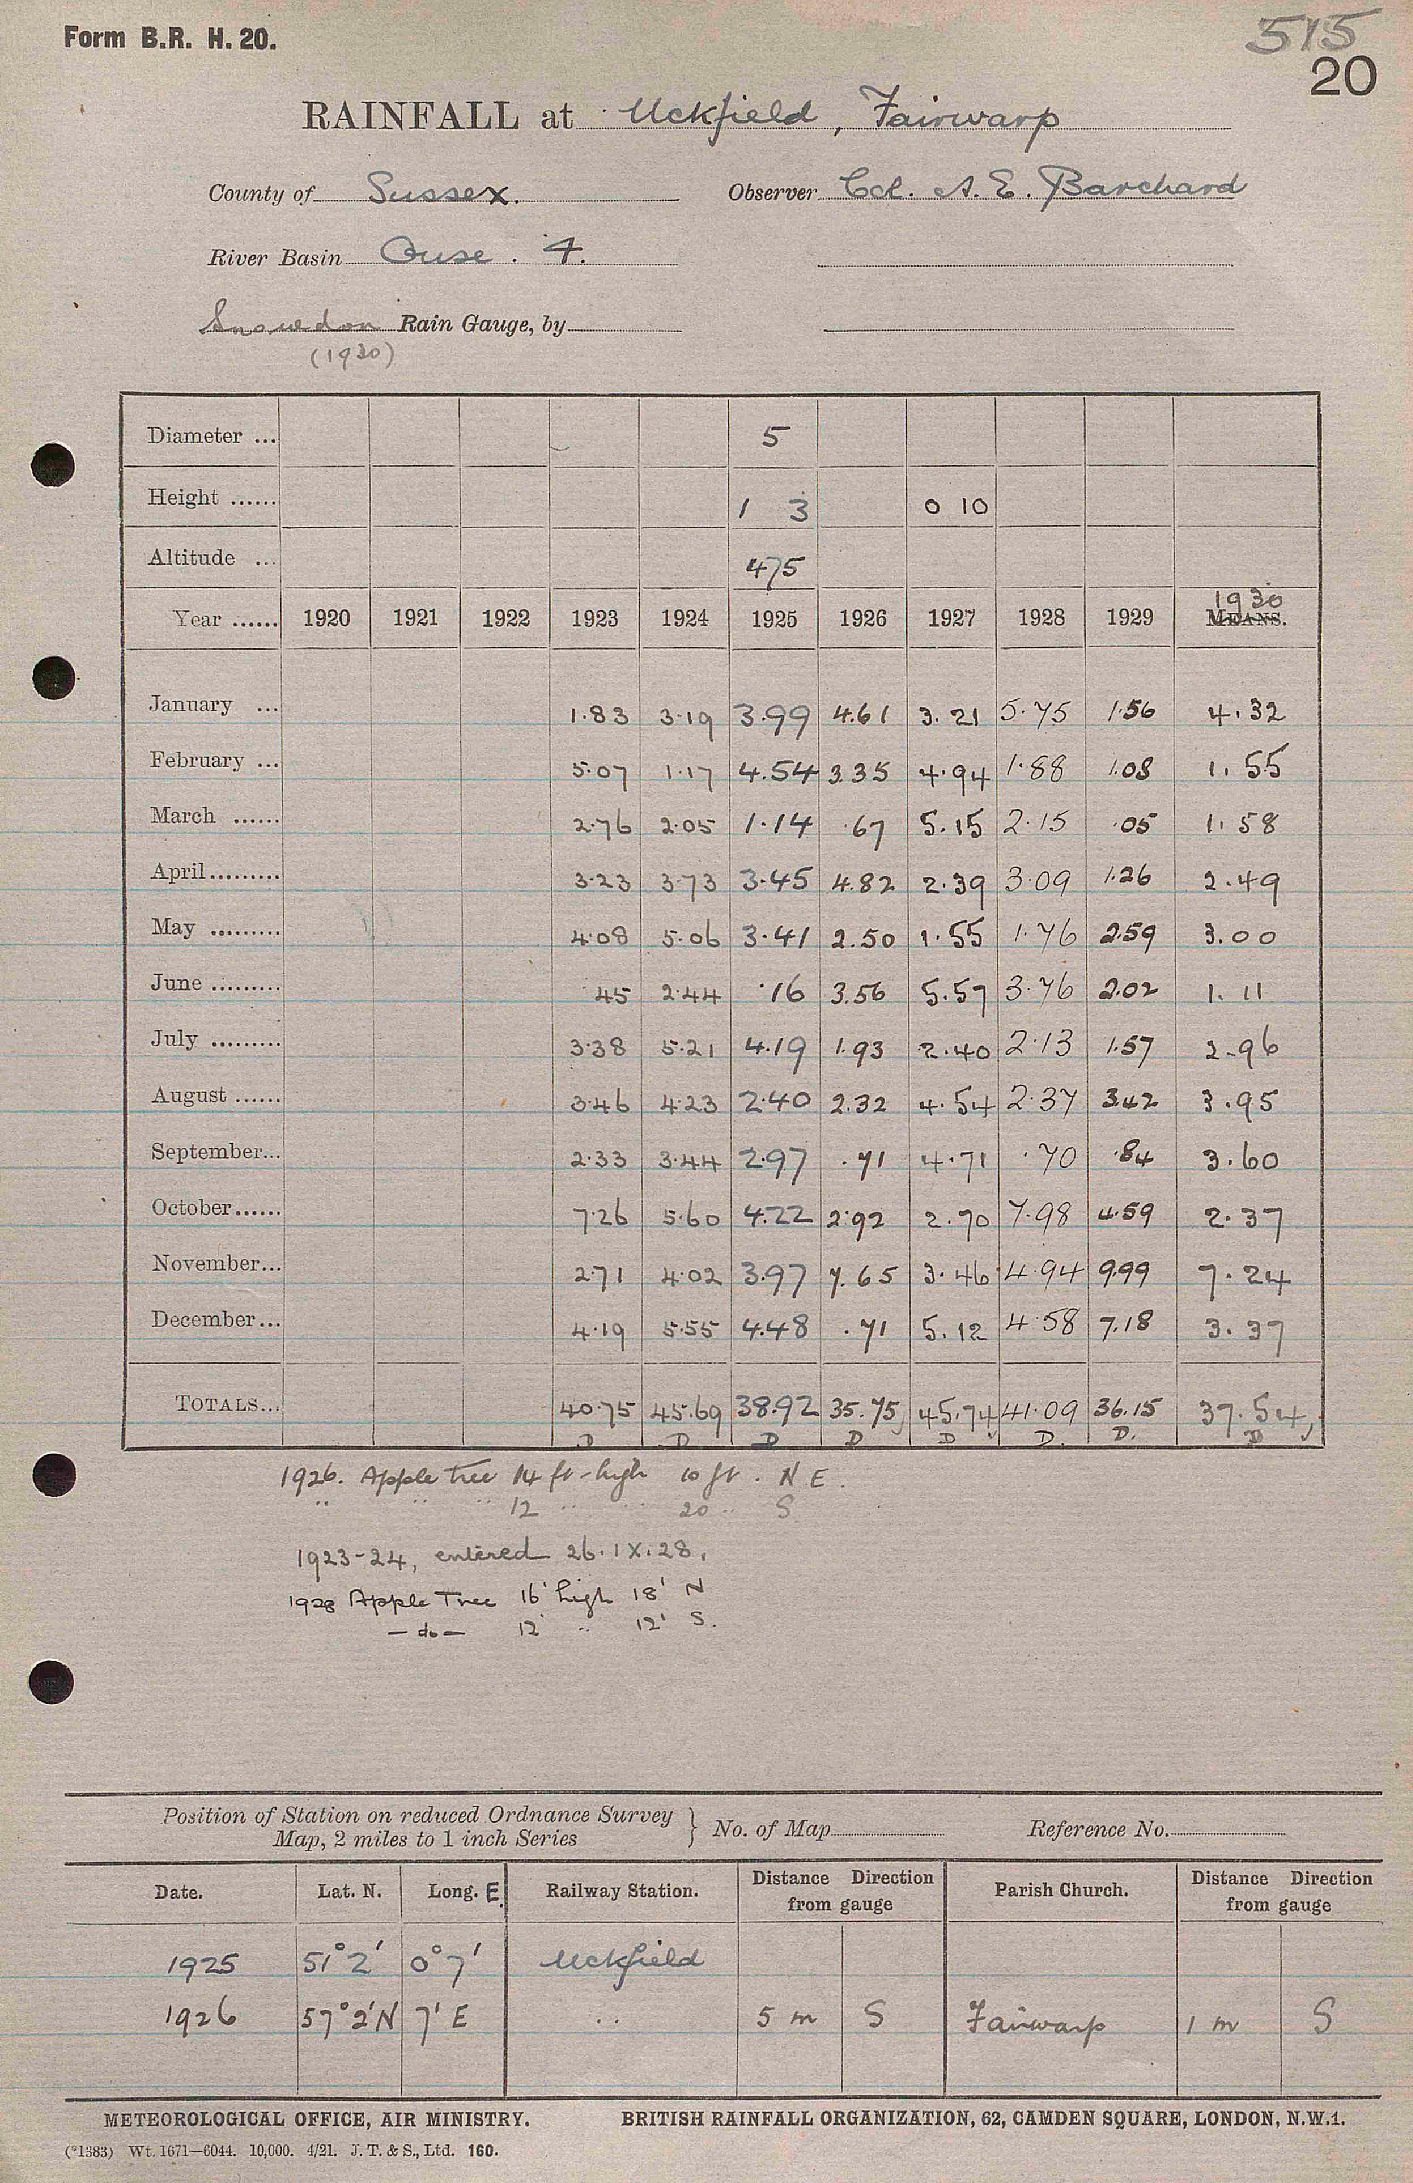 Form B.R. H. 20.
515
20
RAINFALL at Uckfield, Fairwarp
County of Sussex. Observer Col. A. E. Barchard
River Basin Ouse. 4.
Snowdon Rain Gauge, by
(1920)
Diameter ... 5
Height ...... 1 3 0 10
Altitude ... 475
1930
Year ...... 1920 1921 1922 1923 1924 1925 1926 1927 1928 1929 MEANS.
January ... 1.83 3.19 3.99 4.61 3.21 5.75 1.56 4.32
February ... 5.07 1.17 4.54 3.35 4.94 1.88 1.08 1.55
March ...... 2.76 2.05 1.14 .67 5.15 2.15 .05 1.58
April......... 3.23 3.73 3.45 4.82 2.39 3.09 1.26 2.49
May ......... 4.08 5.06 3.41 2.50 1.55 1.76 2.59 3.00
June ......... 45 2.44 .16 3.56 5.57 3.76 2.02 1.11
July ......... 3.38 5.21 4.19 1.93 2.40 2.13 1.57 2.96
August ...... 3.46 4.23 2.40 2.32 4.54 2.37 3.42 3.95
September... 2.33 3.44 2.97 .71 4.71 .70 .84 3.60
October...... 7.26 5.60 4.22 2.92 2.70 7.98 4.59 2.37
November... 2.71 4.02 3.97 7.65 3.46 4.94 9.99 7.24
December... 4.19 5.55 4.48 .71 5.12 4.58 7.18 3.37
TOTALS... 40.75 45.69 38.92 35.75, 45.74 41.09 36.15 37.54,
D D D D D D. D. D
1926. Apple tree 14 ft-high 10 ft. N E.
" " " 12 " " 20 " S
1923-24, entered 26.IX.28,
1928 Apple Tree 16' high 18' N
— do — 12' " 12' S.
Position of Station on reduced Ordnance Survey
Map, 2 miles to 1 inch Series } No. of Map Reference No.
Date. Lat. N. Long. E. Railway Station. Distance Direction from gauge Parish Church. Distance Direction from gauge
1925 51°2' 0°7' Uckfield
1926 57°2'N 7' E " 5 m S Fairwarp 1 m S
METEOROLOGICAL OFFICE, AIR MINISTRY. BRITISH RAINFALL ORGANIZATION, 62, CAMDEN SQUARE, LONDON, N.W.1.
(*1383) Wt. 1671—6044. 10,000. 4/21. J. T. & S., Ltd. 160.